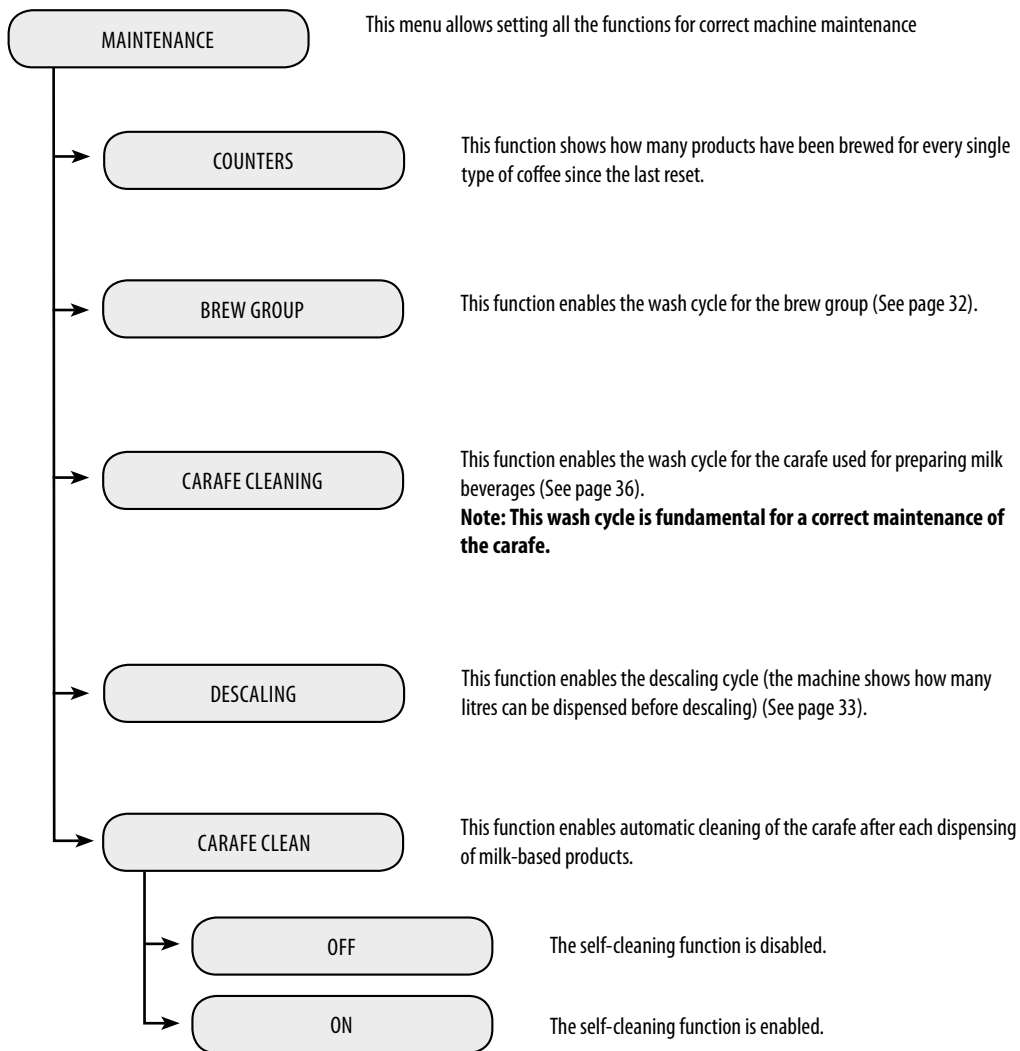 MAINTENANCE
This menu allows setting all the functions for correct machine maintenance
COUNTERS
This function shows how many products have been brewed for every single
type of coffee since the last reset.
BREW GROUP
This function enables the wash cycle for the brew group (See page 32).
CARAFE CLEANING
This function enables the wash cycle for the carafe used for preparing milk
beverages (See page 36).
Note: This wash cycle is fundamental for a correct maintenance of
the carafe.
DESCALING
This function enables the descaling cycle (the machine shows how many
litres can be dispensed before descaling) (See page 33).
CARAFE CLEAN
This function enables automatic cleaning of the carafe after each dispensing
of milk-based products.
OFF
The self-cleaning function is disabled.
ON
The self-cleaning function is enabled.